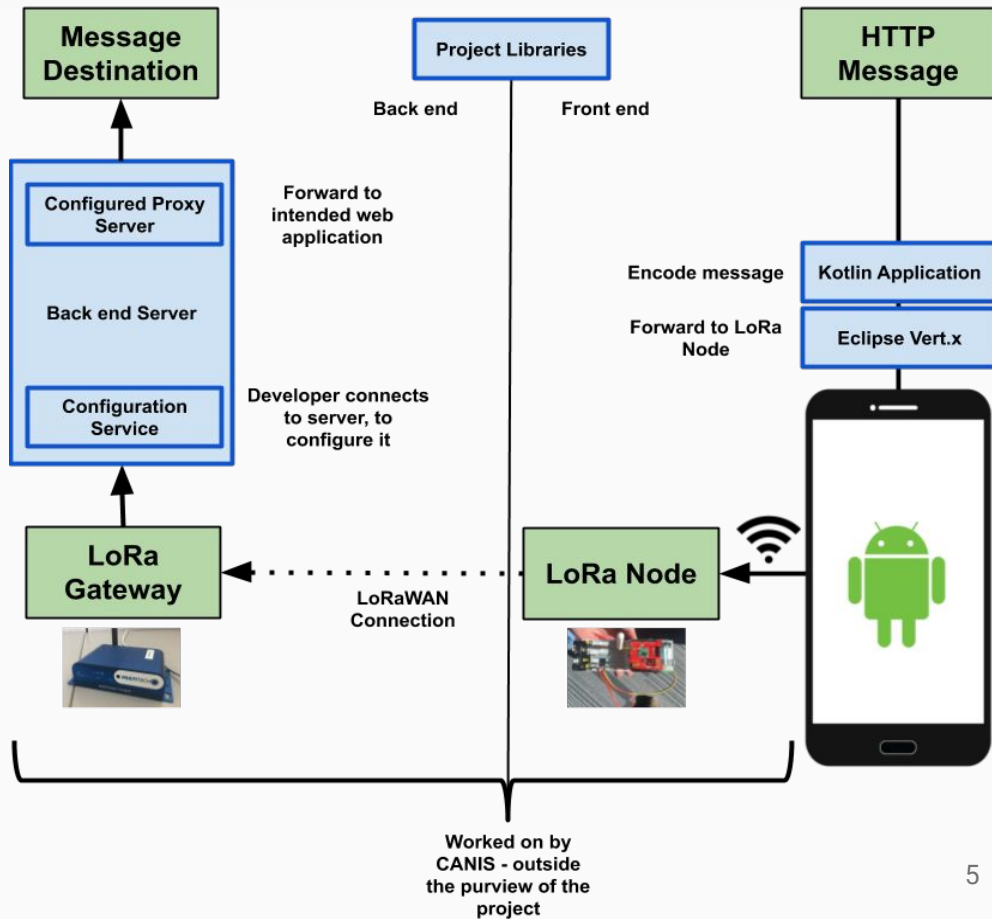 Message
Destination
Project Libraries
HTTP
Message
Back end
Front end
Configured Proxy
Server
Forward to
intended web
application
Back end Server
Encode message
Kotlin Application
Forward to LoRa
Node
Eclipse Vert.x
Configuration
Service
Developer connects
to server, to
configure it
LoRa
Gateway
LoRaWAN
Connection
LoRa Node
Worked on by
CANIS - outside
the purview of the
project
5